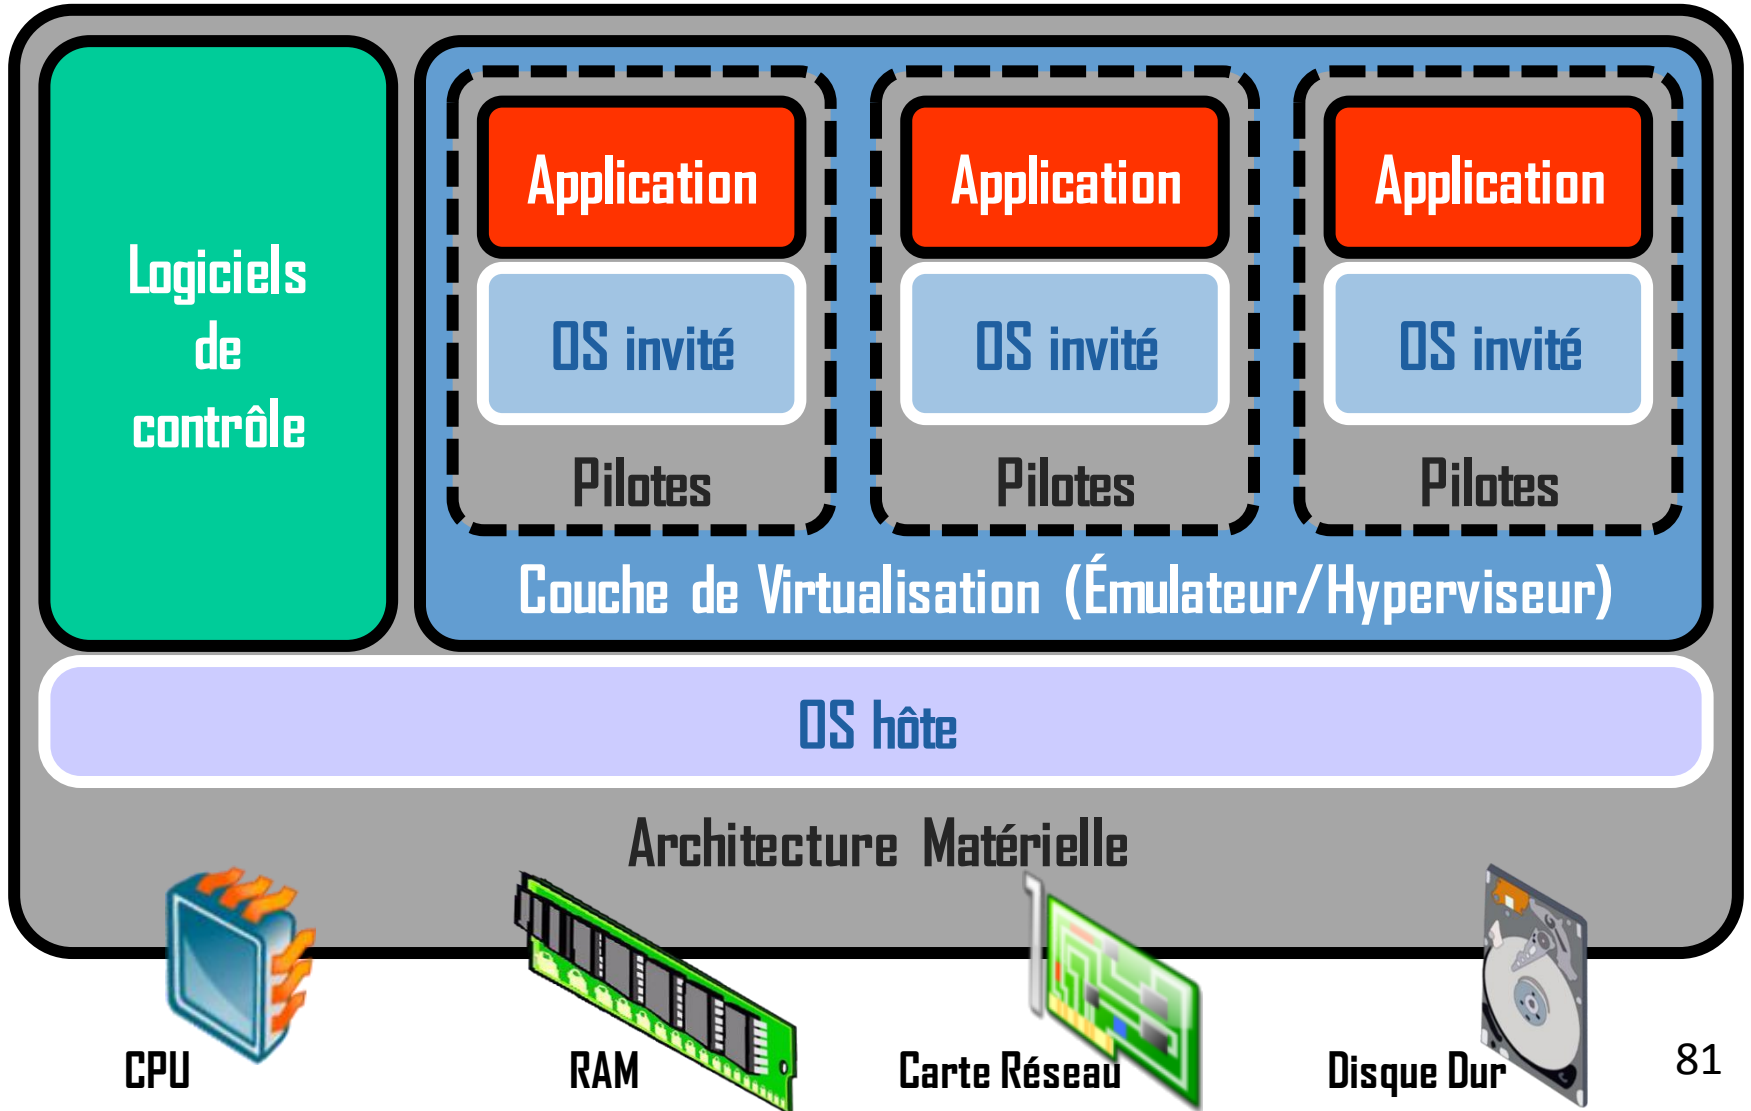 Logiciels
de
contrôle
Application
Application
Application
OS invité
OS invité
OS invité
Pilotes
Pilotes
Pilotes
Couche de Virtualisation (Émulateur/Hyperviseur)
OS hôte
Architecture Matérielle
CPU
RAM
Carte Réseau
Disque Dur
81